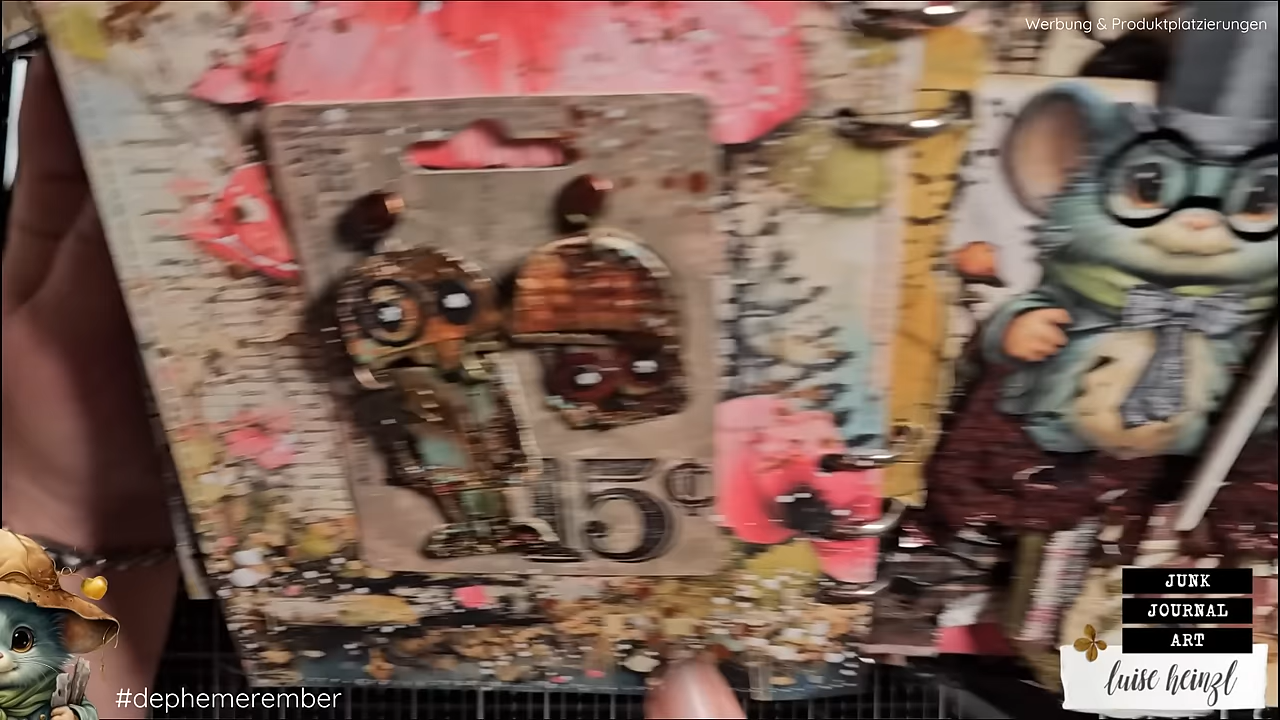 Werbung & Produktplatzierungen
15¢
JUNK
JOURNAL
ART
luise heinzl
#dephemerember